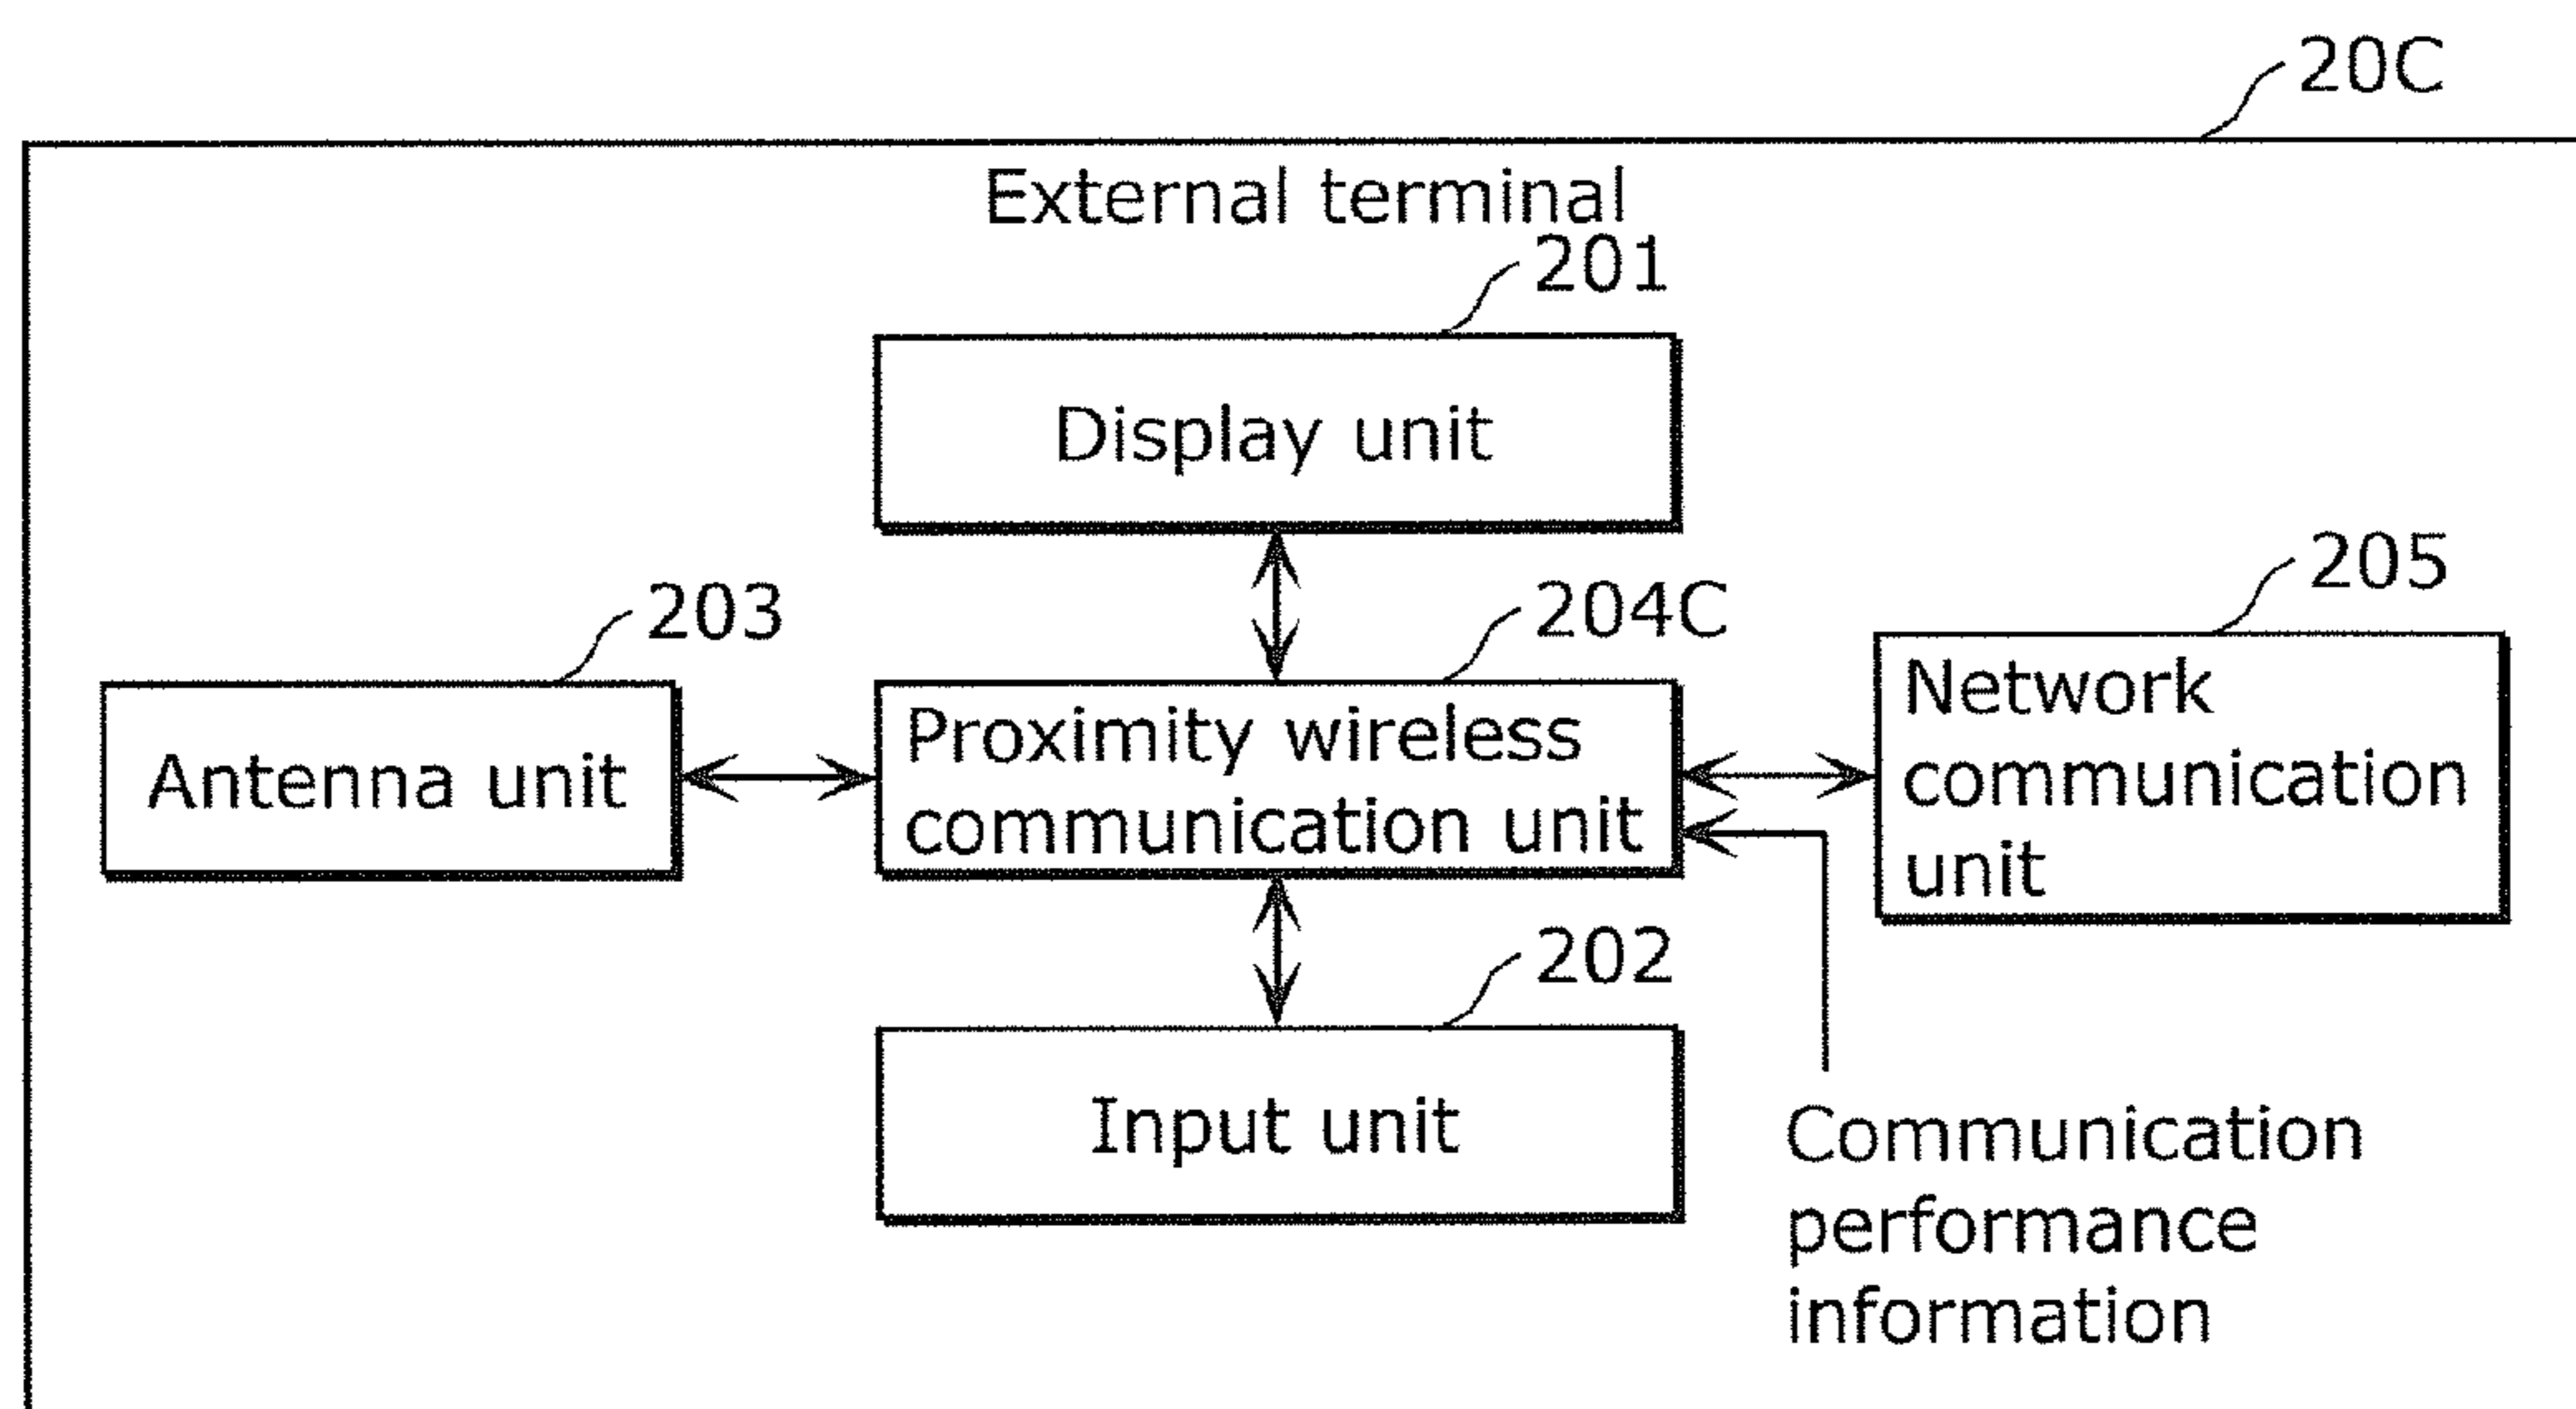 20C
External terminal
201
Display unit
205
203
204C
Network
communication
unit
Antenna unit
Proximity wireless
communication unit
202
Input unit
Communication
performance
information